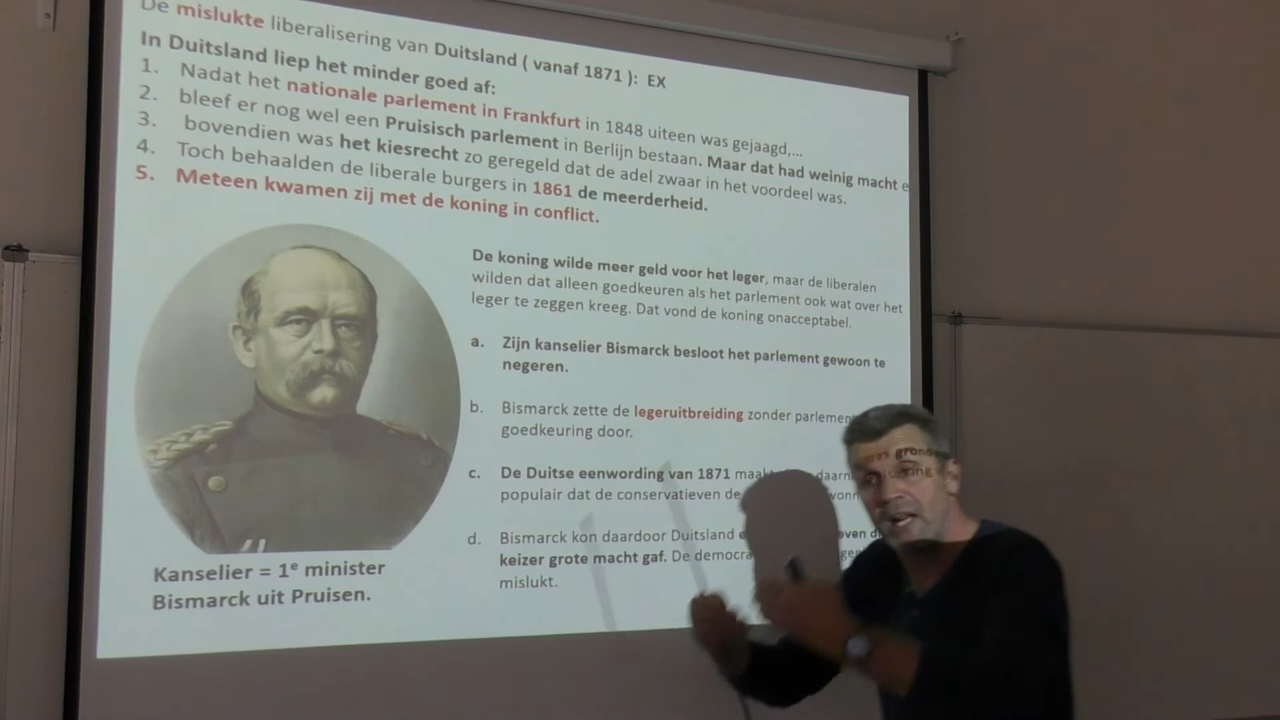 De mislukte liberalisering van Duitsland ( vanaf 1871 ): EX
In Duitsland liep het minder goed af:
1. Nadat het nationale parlement in Frankfurt in 1848 uiteen was gejaagd,...
2. bleef er nog wel een Pruisisch parlement in Berlijn bestaan. Maar dat had weinig macht e
3. bovendien was het kiesrecht zo geregeld dat de adel zwaar in het voordeel was.
4. Toch behaalden de liberale burgers in 1861 de meerderheid.
5. Meteen kwamen zij met de koning in conflict.
De koning wilde meer geld voor het leger, maar de liberalen
wilden dat alleen goedkeuren als het parlement ook wat over het
leger te zeggen kreeg. Dat vond de koning onacceptabel.
a. Zijn kanselier Bismarck besloot het parlement gewoon te
negeren.
b. Bismarck zette de legeruitbreiding zonder parlemen
goedkeuring door.
c. De Duitse eenwording van 1871
populair dat de conservatieven de
d. Bismarck kon daardoor Duitsland
keizer grote macht gaf. De democra
mislukt.
Kanselier = 1e minister
Bismarck uit Pruisen.